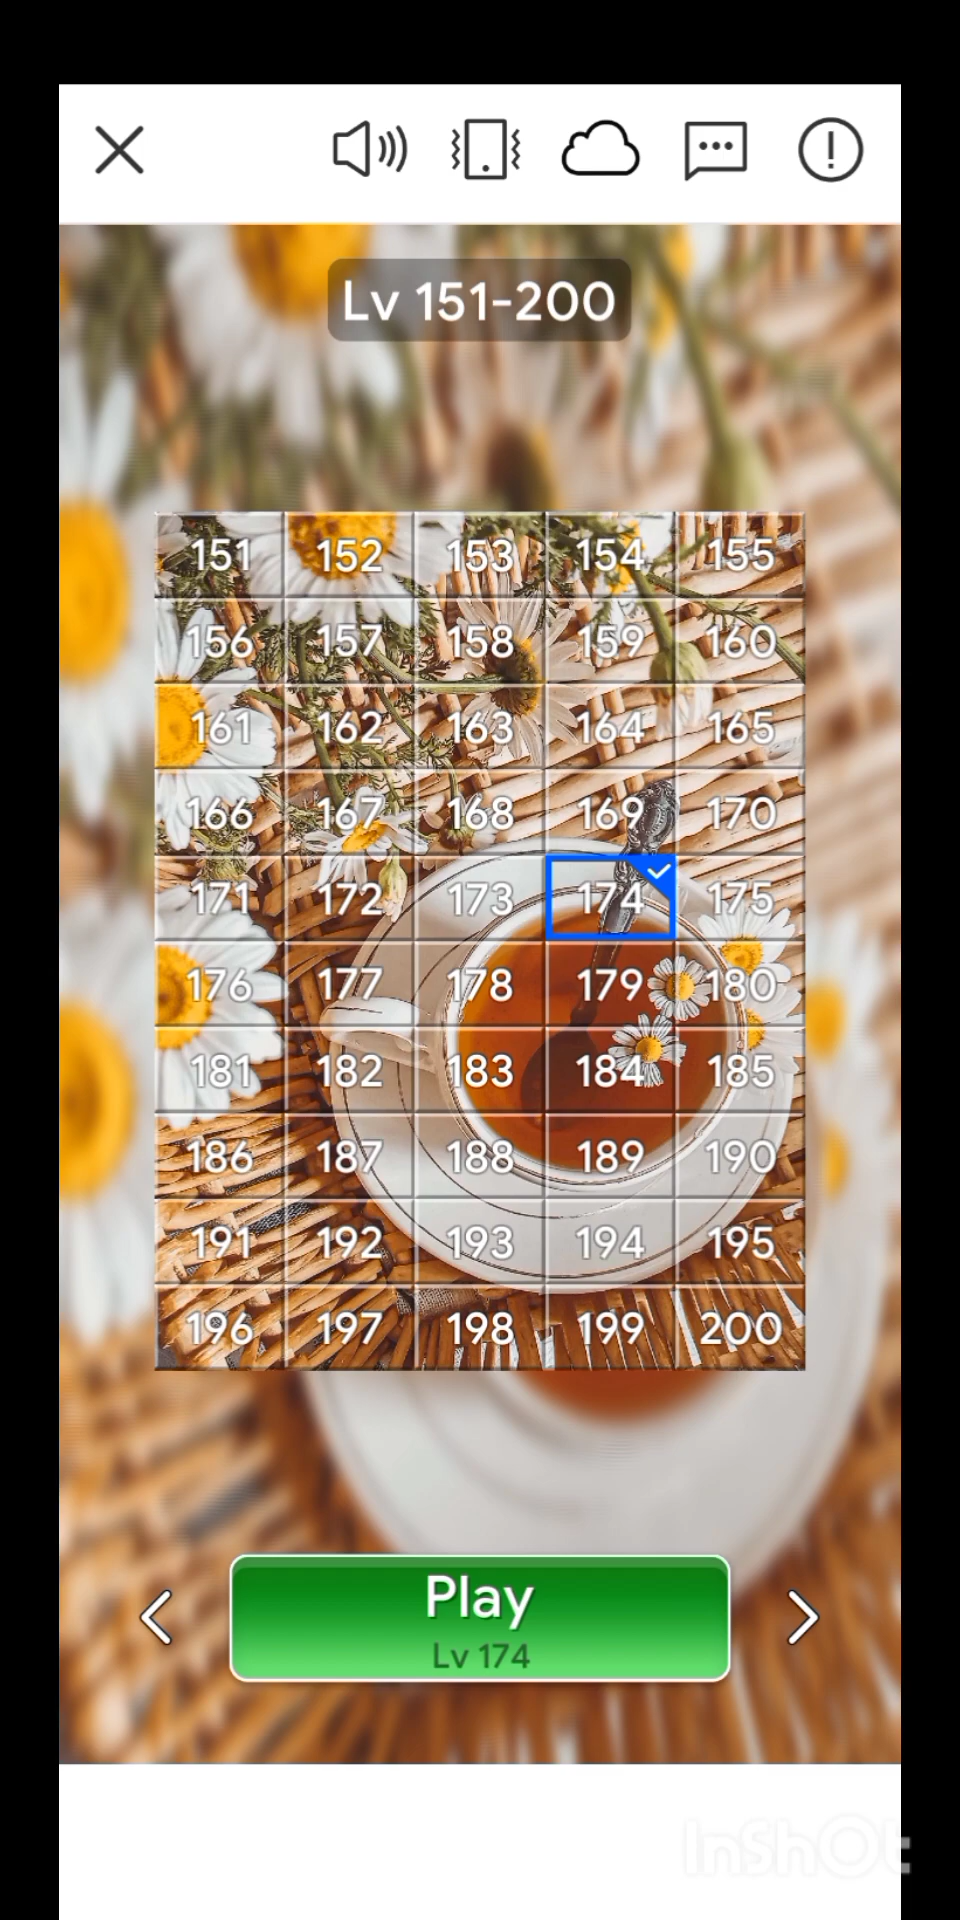 Lv 151-200
151 152 153 154 155
156 157 158 159 160
161 162 163 164 165
166 167 168 169 170
171 172 173 174 175
176 177 178 179 180
181 182 183 184 185
186 187 188 189 190
191 192 193 194 195
196 197 198 199 200
Play
Lv 174
InShOt